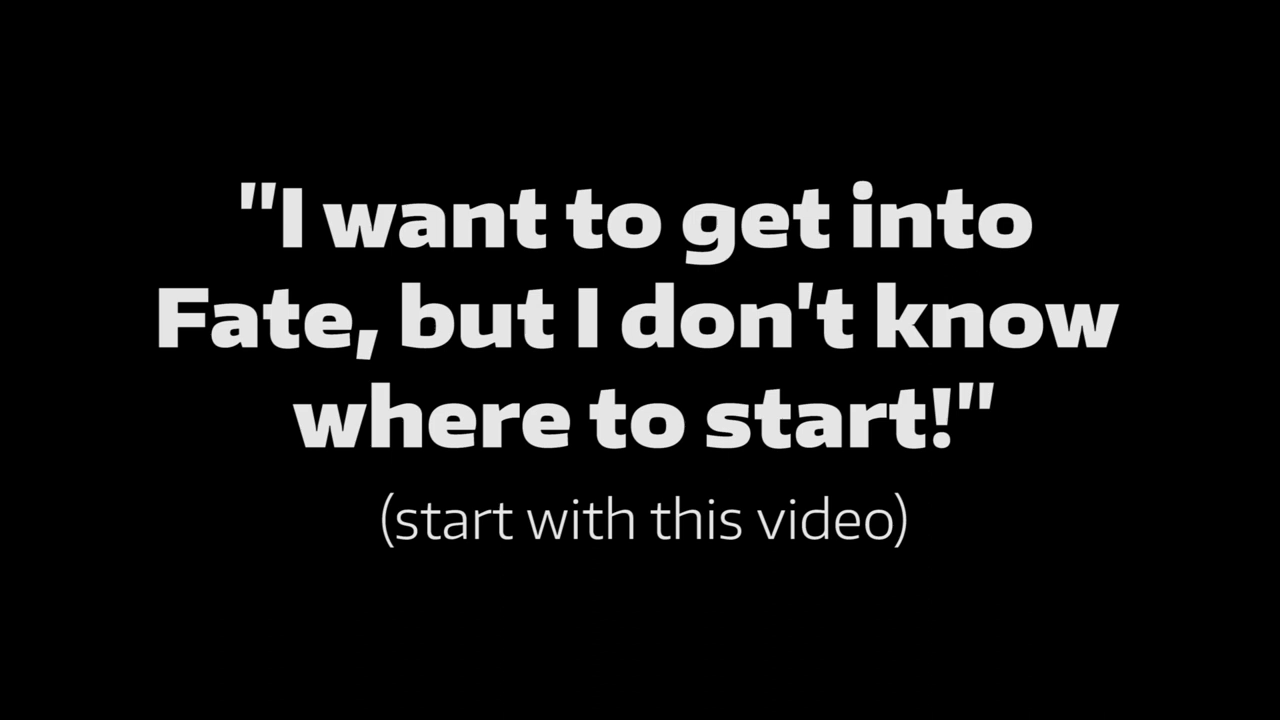 "I want to get into
Fate, but I don't know
where to start!"
(start with this video)